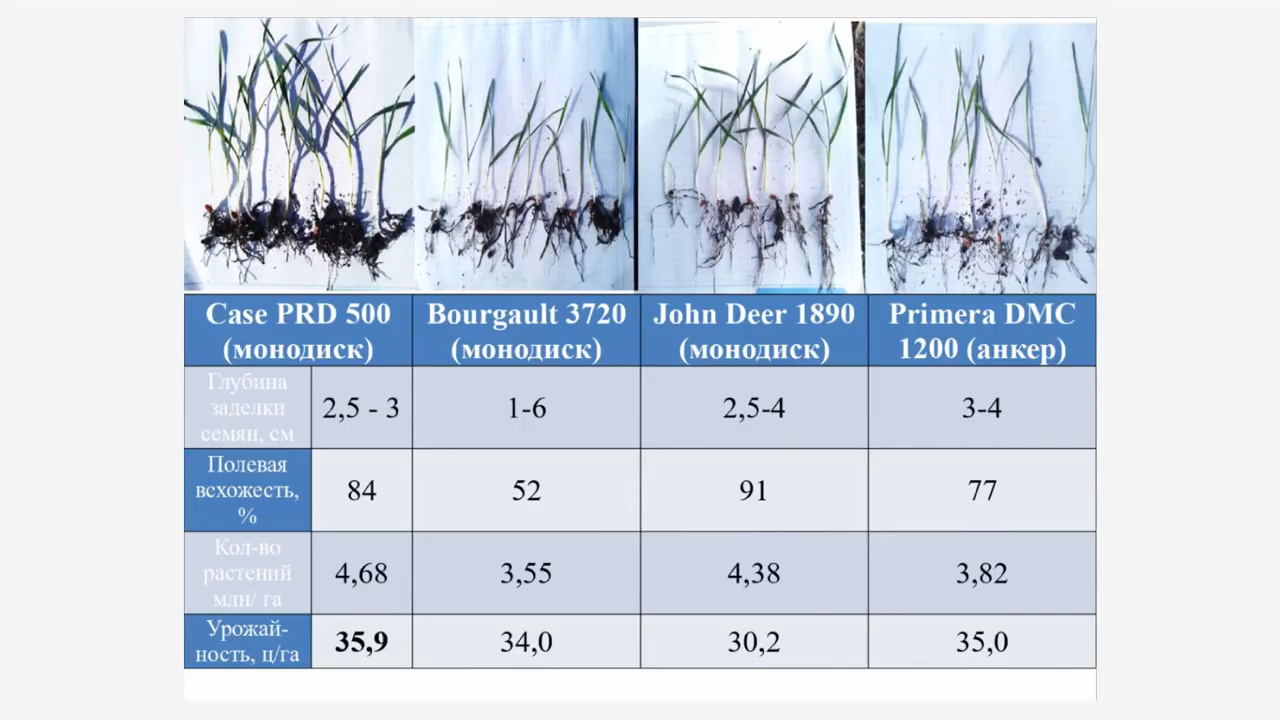 Case PRD 500
(монодиск)
Bourgault 3720
(монодиск)
John Deer 1890
(монодиск)
Primera DMC
1200 (анкер)
Глубина
заделки
семян, см
2,5 - 3
1-6
2,5-4
3-4
Полевая
всхожесть,
%
84
52
91
77
Кол-во
растений
млн/ га
4,68
3,55
4,38
3,82
Урожай-
ность, ц/га
35,9
34,0
30,2
35,0